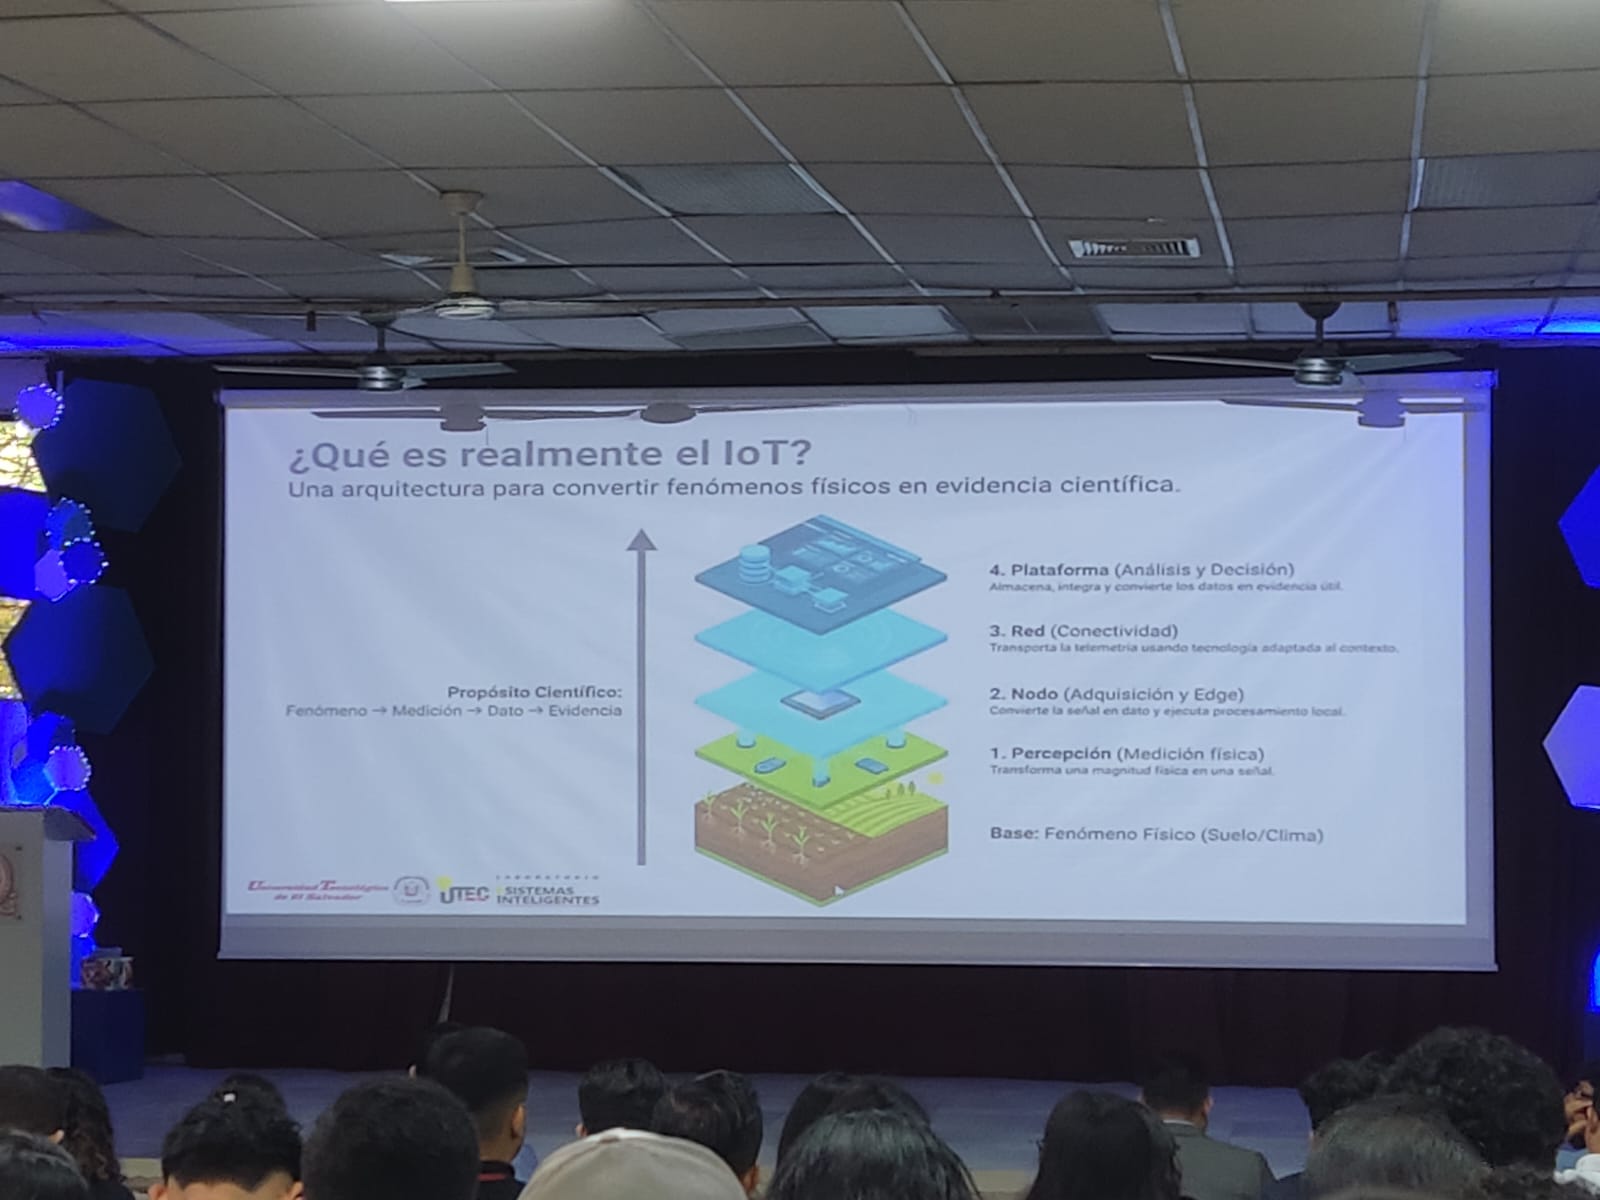 ¿Qué es realmente el IoT?
Una arquitectura para convertir fenómenos físicos en evidencia científica.
4. Plataforma (Análisis y Decisión)
Almacena, integra y convierte los datos en evidencia útil.
3. Red (Conectividad)
Transporta la telemetría usando tecnología adaptada al contexto.
Propósito Científico:
Fenómeno → Medición → Dato → Evidencia
2. Nodo (Adquisición y Edge)
Convierte la señal en dato y ejecuta procesamiento local.
1. Percepción (Medición física)
Transforma una magnitud física en una señal.
Base: Fenómeno Físico (Suelo/Clima)
Universidad Tecnológica
de El Salvador
UTEC
LABORATORIO
SISTEMAS
INTELIGENTES